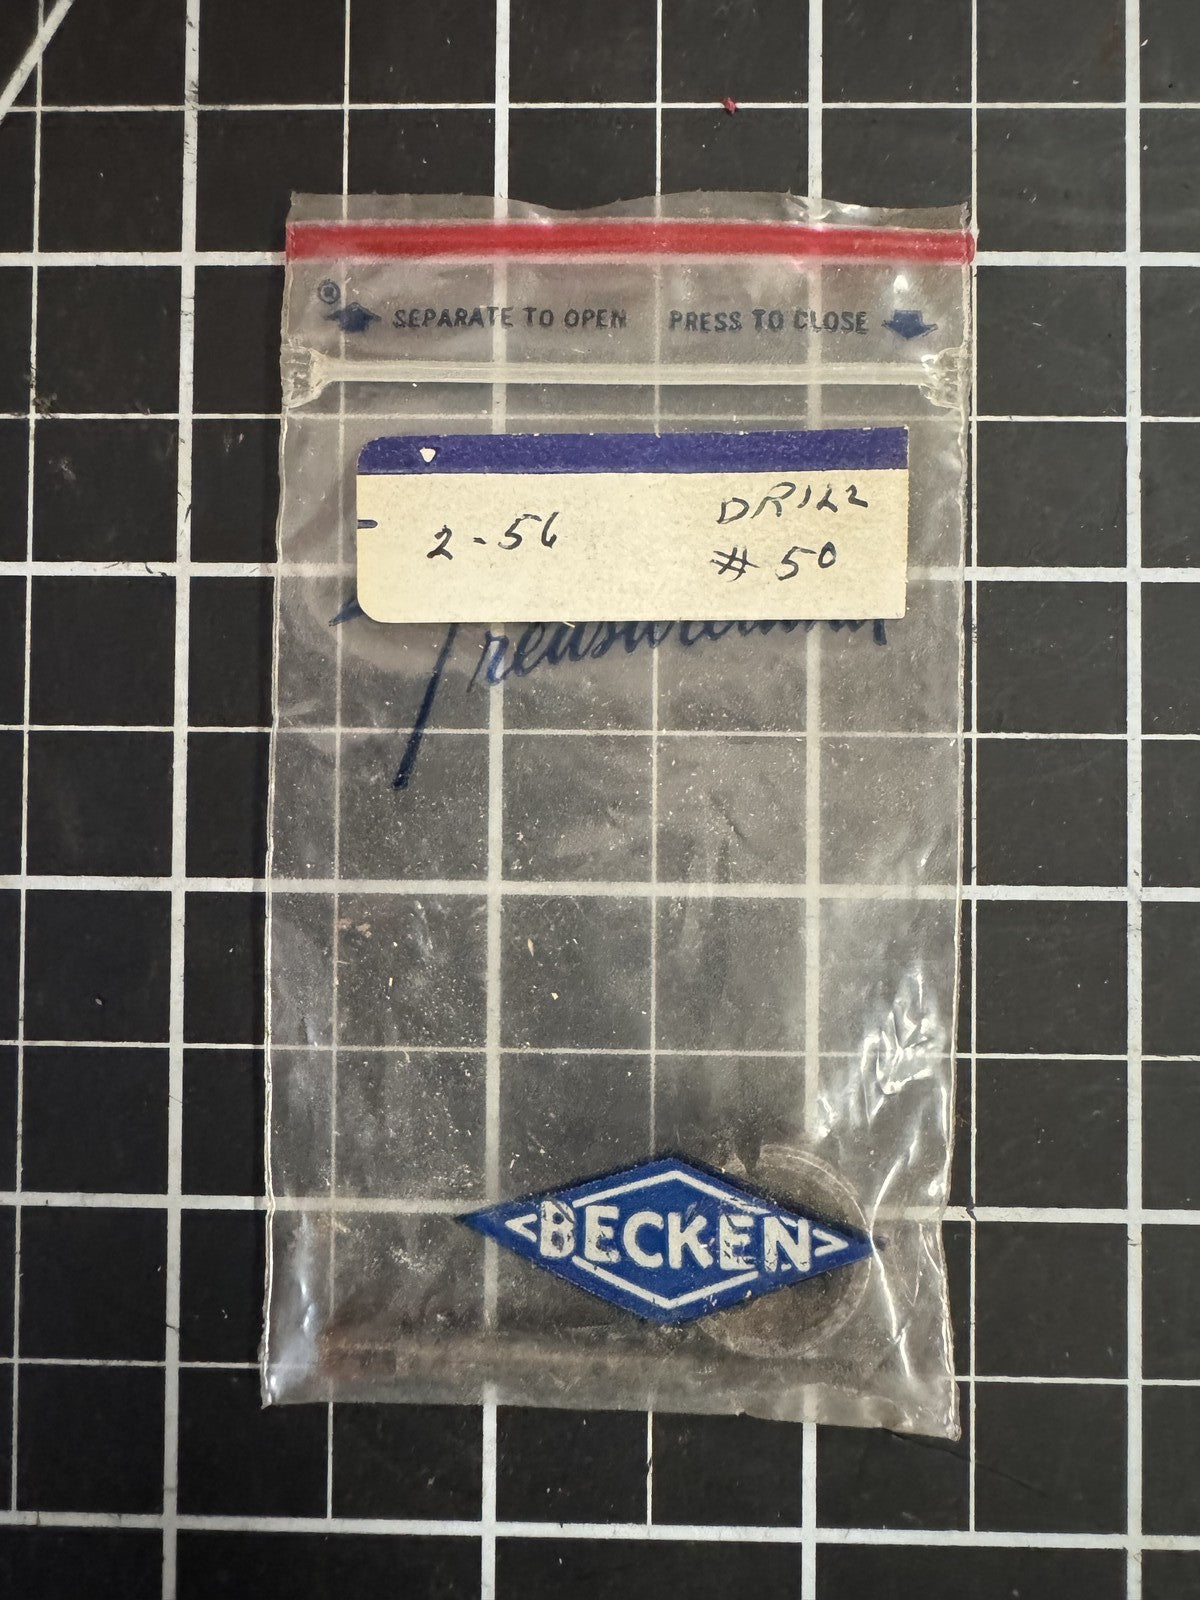 ®
SEPARATE TO OPEN PRESS TO CLOSE
2-56
DRILL
# 50
<BECKEN>